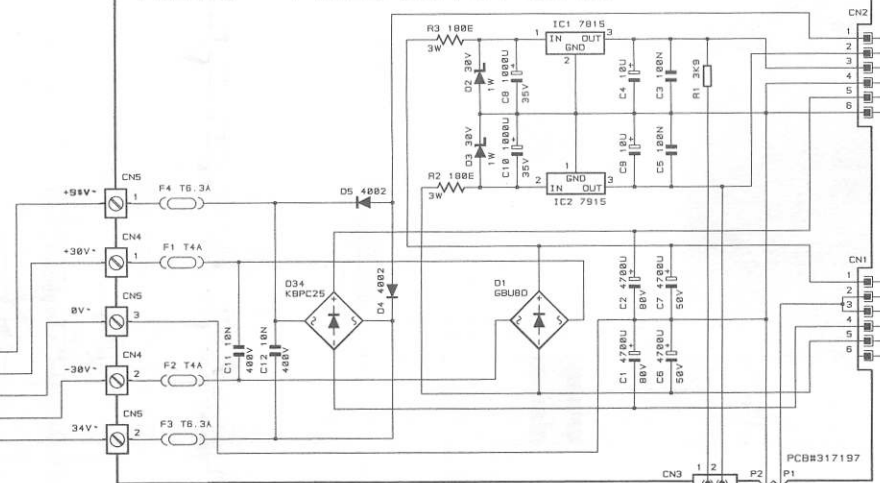 CN2
R3 180E
3W
IC1 7815
1 IN OUT 3
GND
2
D2 30V
1W
C8 1000U
35V
C4 10U
C3 100N
R1 3K9
1
2
3
4
5
6
D3 30V
1W
C10 1000U
35V
C9 10U
C5 100N
R2 180E
3W
1
GND
2 IN OUT 3
IC2 7915
CN5
1
F4 T6.3A
D5 4002
CN4
+30V~
1
F1 T4A
D34
KBPC25
D4 4002
D1
GBU8D
C2 4700U
80V
C7 4700U
50V
CN1
1
2
3
4
5
6
CN5
0V~
3
C11 10N
400V
C12 10N
400V
C1 4700U
80V
C6 4700U
50V
CN4
-30V~
2
F2 T4A
CN5
34V~
2
F3 T6.3A
PCB#317197
CN3
1 2
P2 P1